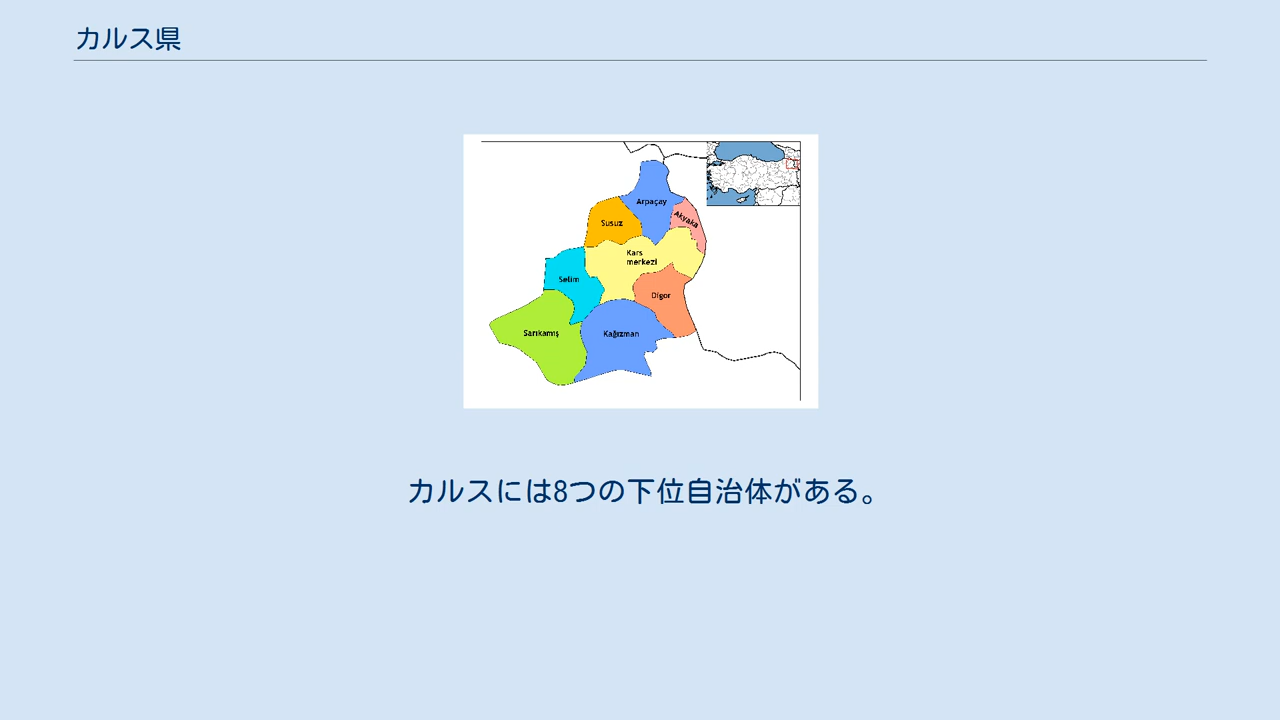 カルス県
Arpaçay
Akyaka
Susuz
Kars
merkezi
Selim
Digor
Sarıkamış
Kağızman
カルスには8つの下位自治体がある。